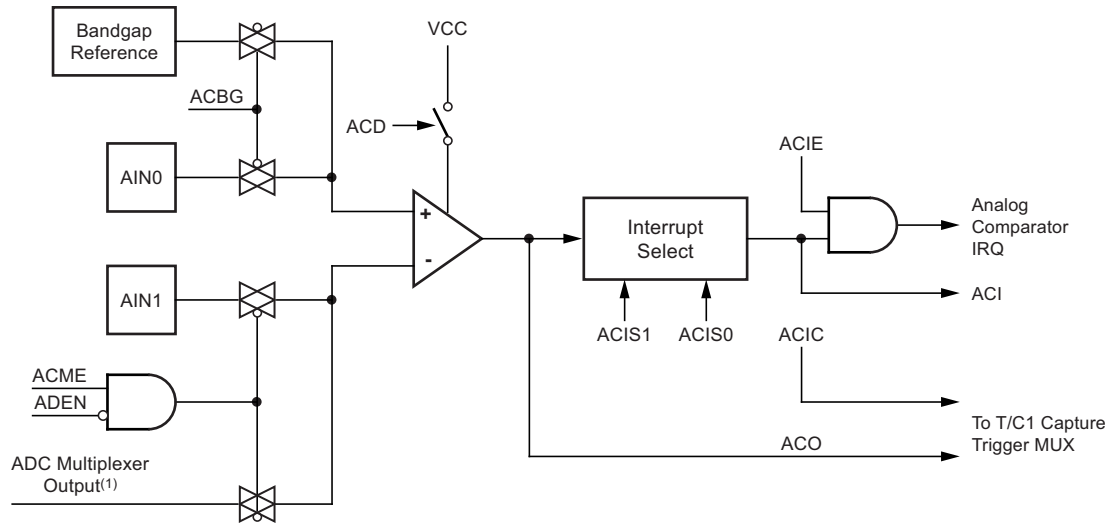 Bandgap
Reference
VCC
ACBG
ACD
AIN0
ACIE
+
Interrupt
Select
Analog
Comparator
IRQ
-
AIN1
ACI
ACIS1
ACIS0
ACIC
ACME
ADEN
To T/C1 Capture
Trigger MUX
ACO
ADC Multiplexer
Output(1)